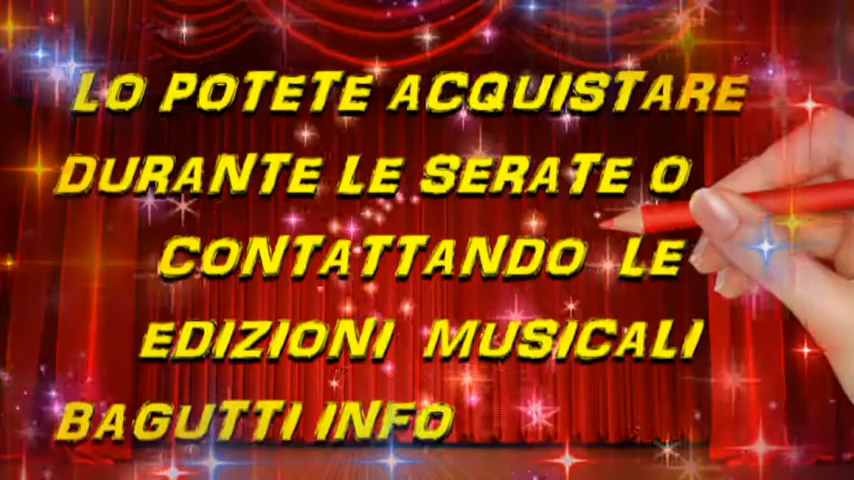 LO POTETE ACQUISTARE
DURANTE LE SERATE O
CONTATTANDO LE
EDIZIONI MUSICALI
BAGUTTI INFO